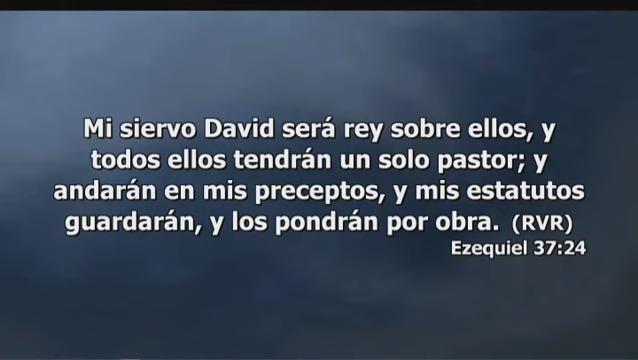 Mi siervo David será rey sobre ellos, y
todos ellos tendrán un solo pastor; y
andarán en mis preceptos, y mis estatutos
guardarán, y los pondrán por obra. (RVR)
Ezequiel 37:24